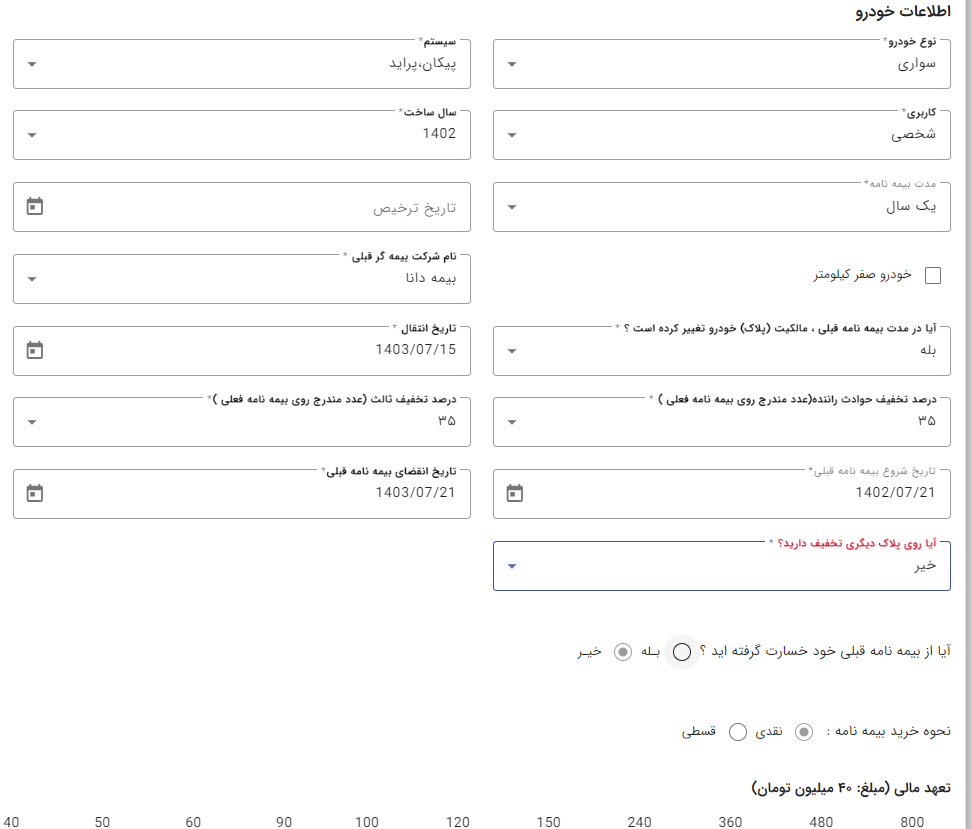 اطلاعات خودرو
نوع خودرو*
سواری
سیستم*
پیکان،پراید
کاربری*
شخصی
سال ساخت*
1402
مدت بیمه نامه*
یک سال
تاریخ ترخیص
خودرو صفر کیلومتر
نام شرکت بیمه گر قبلی *
بیمه دانا
آیا در مدت بیمه نامه قبلی ، مالکیت (پلاک) خودرو تغییر کرده است ؟ *
بله
تاریخ انتقال *
1403/07/15
درصد تخفیف حوادث راننده(عدد مندرج روی بیمه نامه فعلی ) *
۳۵
درصد تخفیف ثالث (عدد مندرج روی بیمه نامه فعلی )*
۳۵
تاریخ شروع بیمه نامه قبلی*
1402/07/21
تاریخ انقضای بیمه نامه قبلی*
1403/07/21
آیا روی پلاک دیگری تخفیف دارید؟ *
خیر
آیا از بیمه نامه قبلی خود خسارت گرفته اید ؟ بـله خیـر
نحوه خرید بیمه نامه : نقدی قسطی
تعهد مالی (مبلغ: ۴۰ میلیون تومان)
40 50 60 90 100 120 150 240 360 480 800